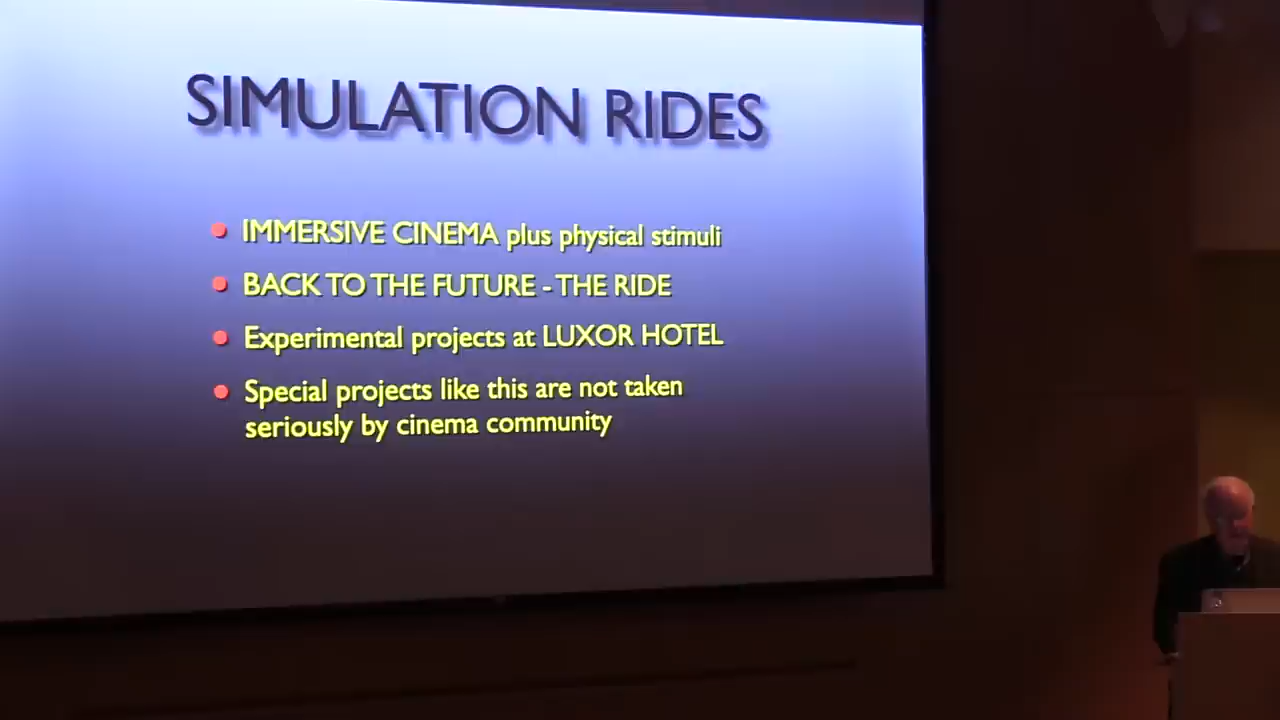 SIMULATION RIDES
IMMERSIVE CINEMA plus physical stimuli
BACK TO THE FUTURE - THE RIDE
Experimental projects at LUXOR HOTEL
Special projects like this are not taken
seriously by cinema community